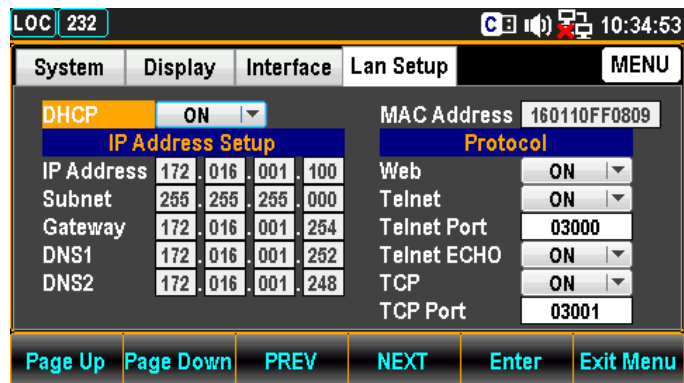 LOC 232 C 10:34:53
System Display Interface Lan Setup MENU
DHCP ON MAC Address 160110FF0809
IP Address Setup Protocol
IP Address 172 . 016 . 001 . 100 Web ON
Subnet 255 . 255 . 255 . 000 Telnet ON
Gateway 172 . 016 . 001 . 254 Telnet Port 03000
DNS1 172 . 016 . 001 . 252 Telnet ECHO ON
DNS2 172 . 016 . 001 . 248 TCP ON
TCP Port 03001
Page Up Page Down PREV NEXT Enter Exit Menu